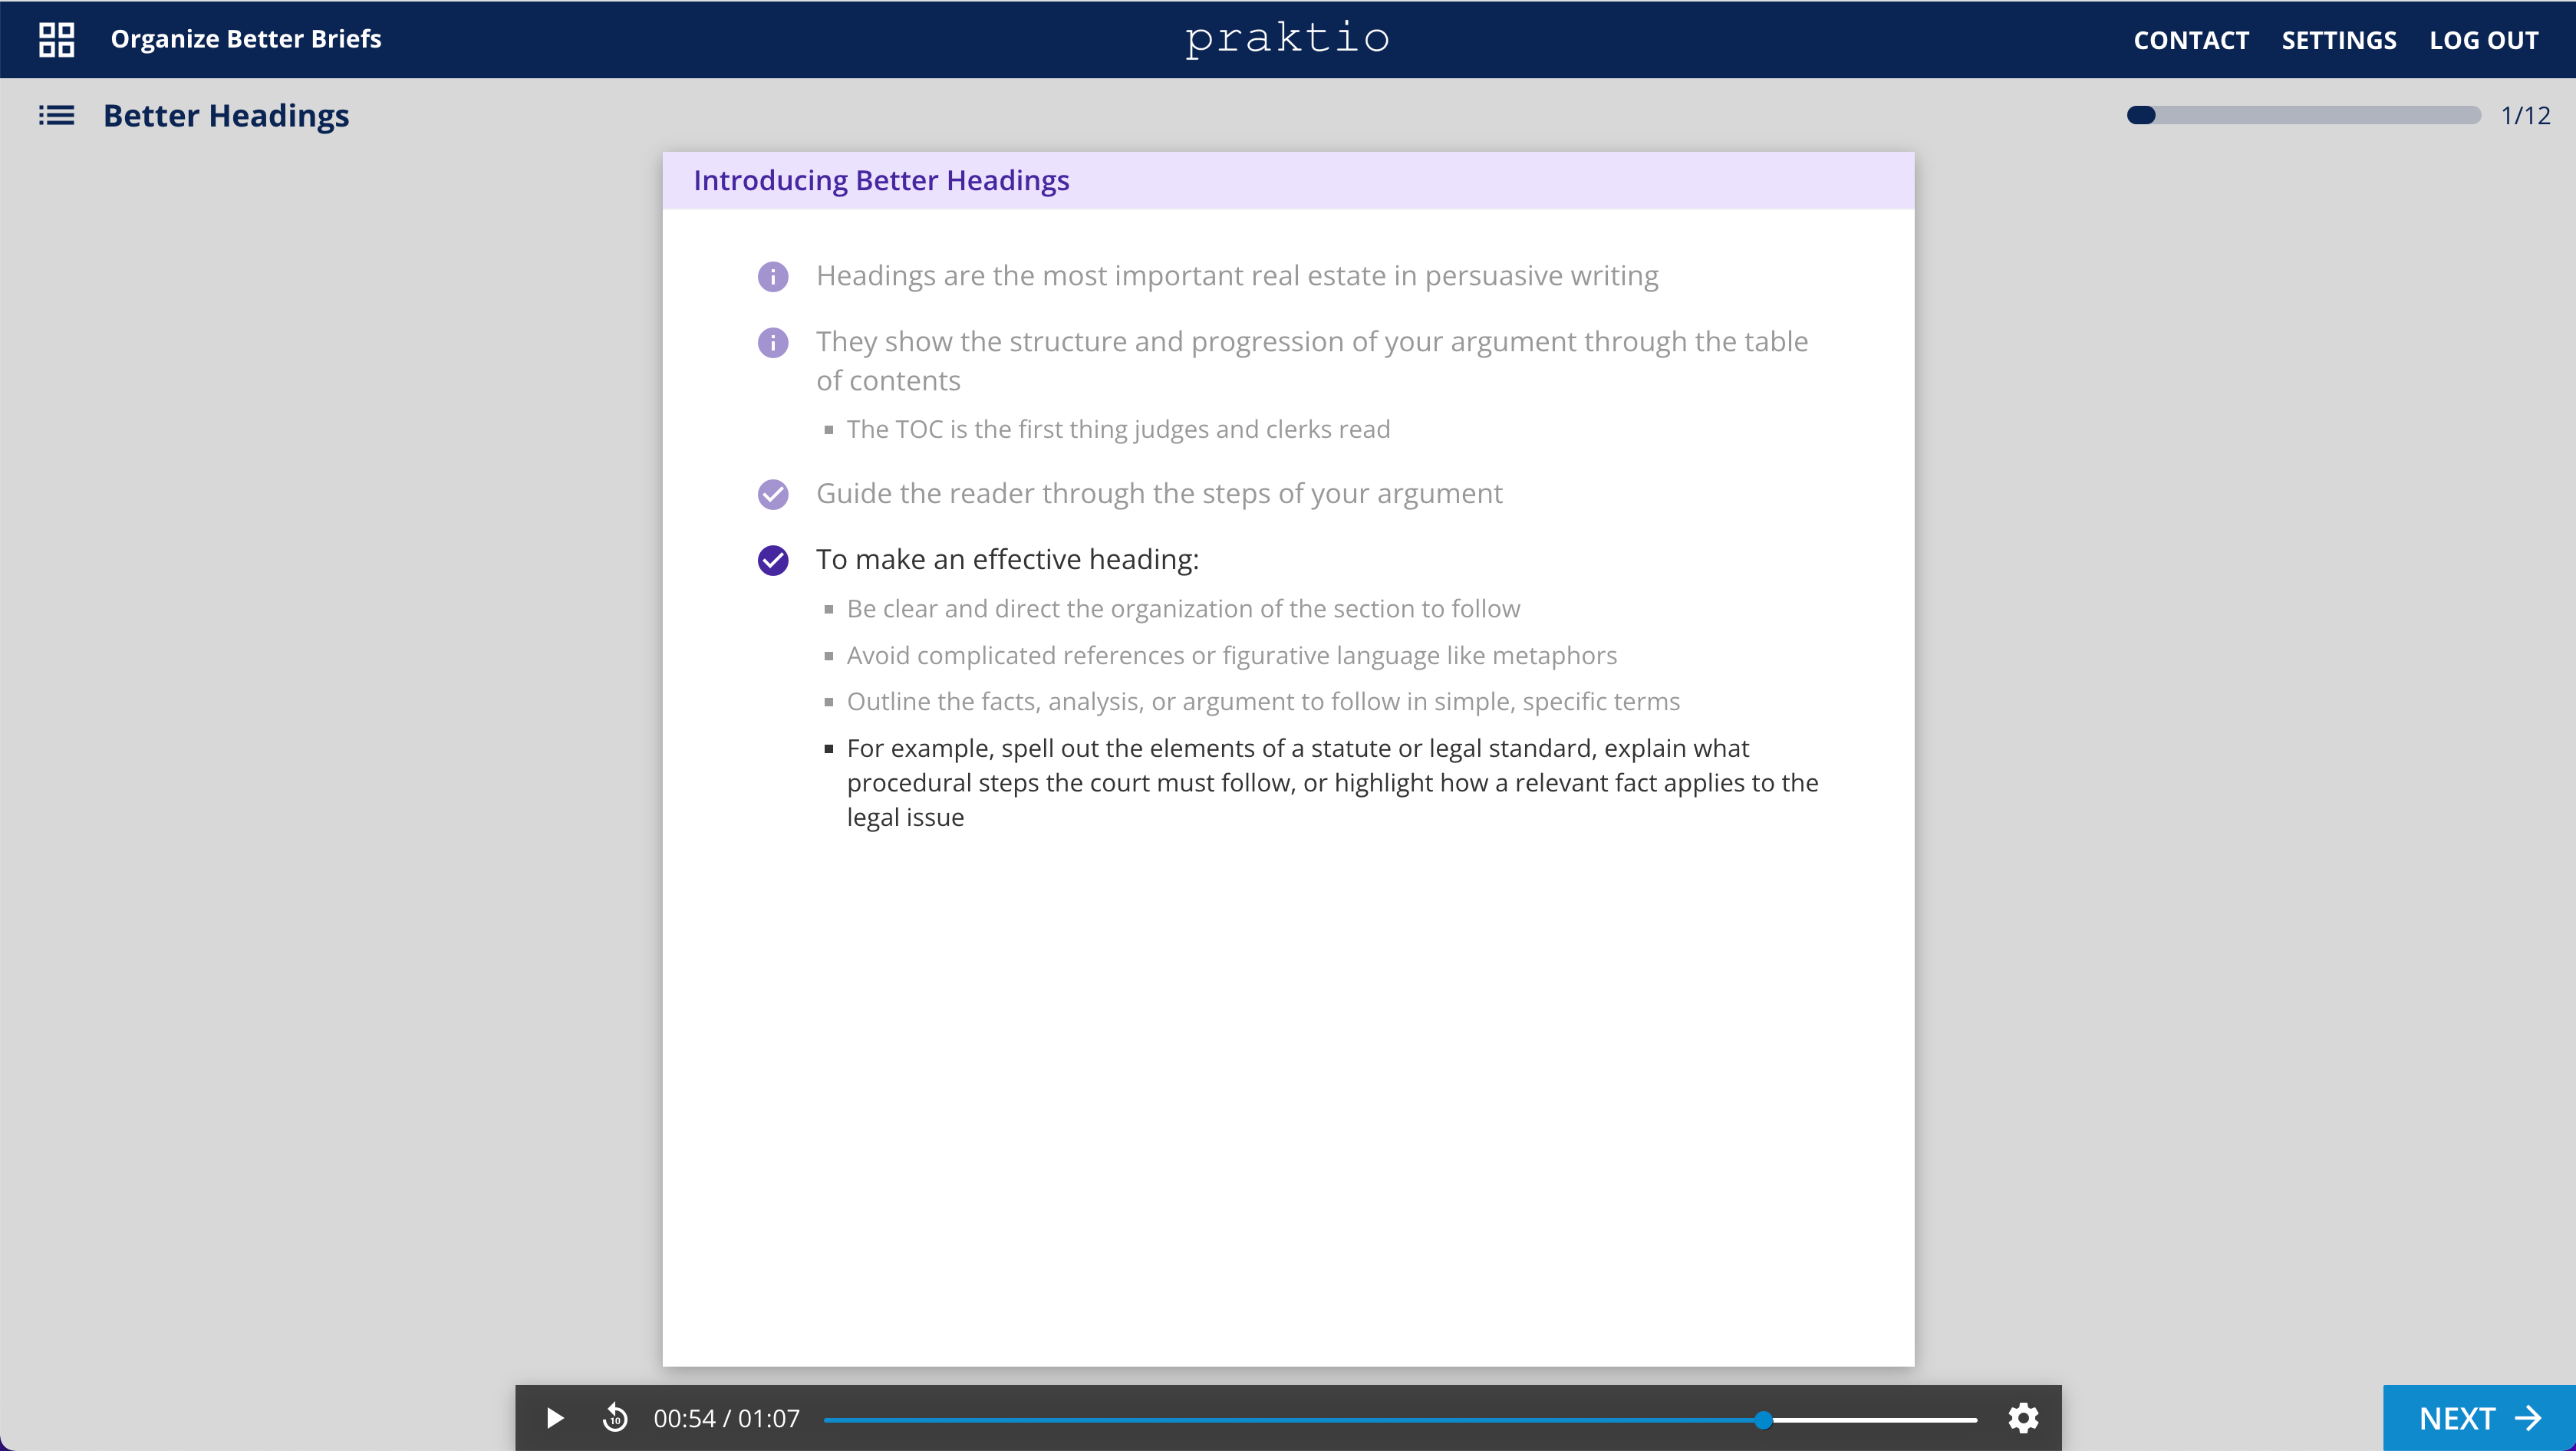 Organize Better Briefs
praktio
CONTACT SETTINGS LOG OUT
Better Headings
1/12
Introducing Better Headings
Headings are the most important real estate in persuasive writing
They show the structure and progression of your argument through the table
of contents
The TOC is the first thing judges and clerks read
Guide the reader through the steps of your argument
To make an effective heading:
Be clear and direct the organization of the section to follow
Avoid complicated references or figurative language like metaphors
Outline the facts, analysis, or argument to follow in simple, specific terms
For example, spell out the elements of a statute or legal standard, explain what
procedural steps the court must follow, or highlight how a relevant fact applies to the
legal issue
10
00:54 / 01:07
NEXT